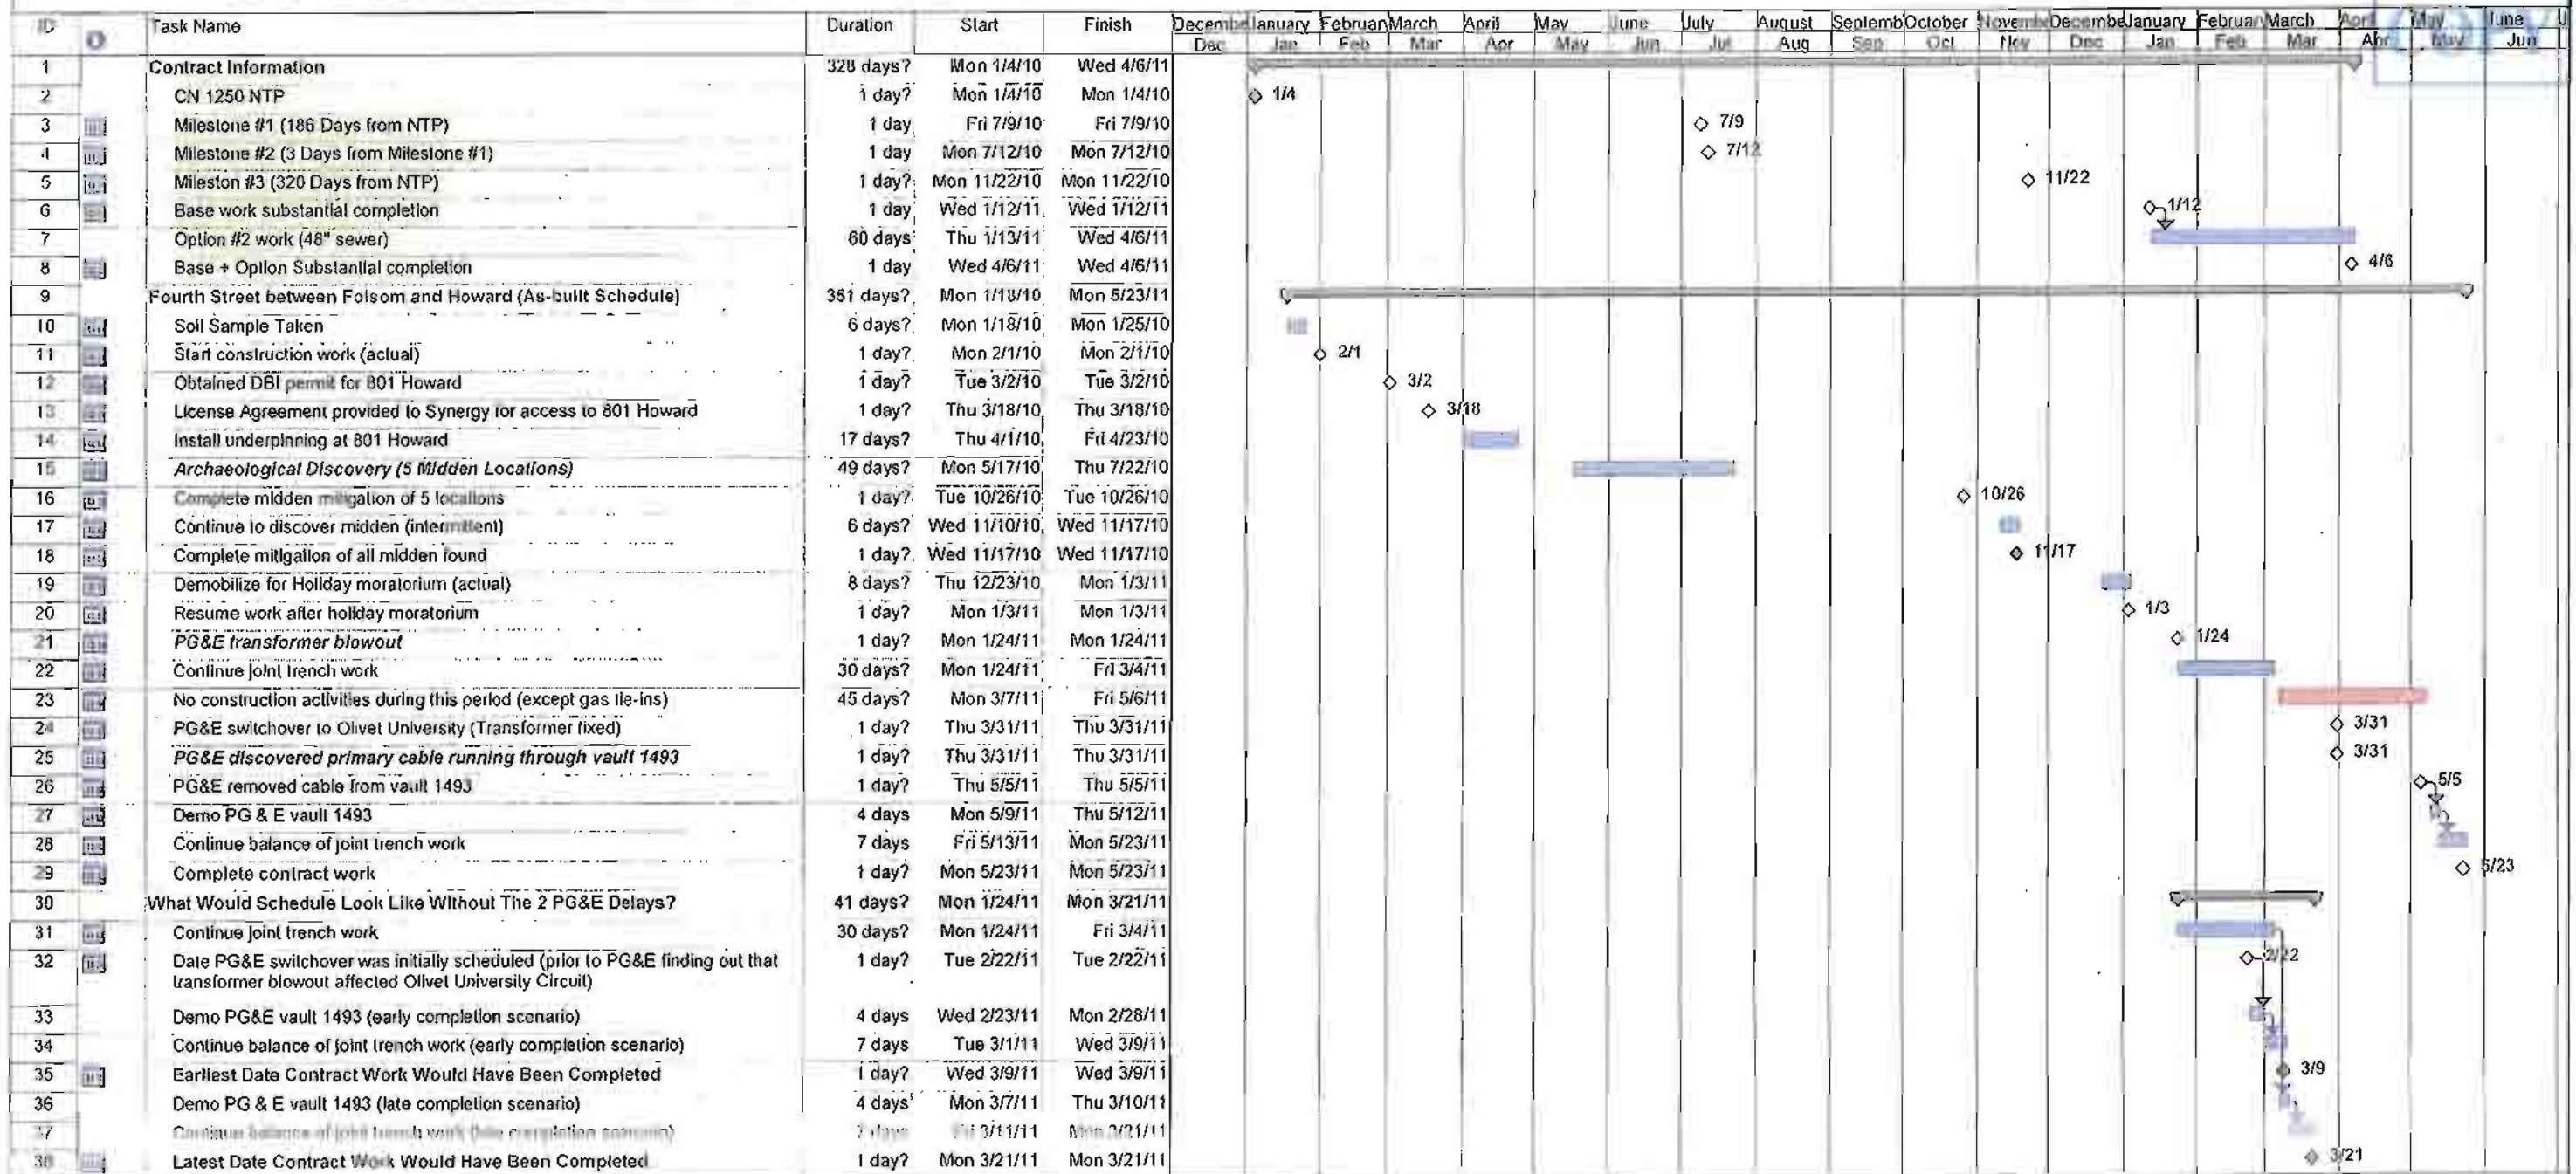 ID Task Name Duration Start Finish
January March April May June July August October January March May June
Dec Jan Feb Mar Apr May Jun Jul Aug Sep Oct Nov Dec Jan Feb Mar Apr May Jun
1 Contract Information 328 days? Mon 1/4/10 Wed 4/6/11
2 CN 1250 NTP 1 day? Mon 1/4/10 Mon 1/4/10 1/4
3 Milestone #1 (186 Days from NTP) 1 day Fri 7/9/10 Fri 7/9/10 7/9
4 Milestone #2 (3 Days from Milestone #1) 1 day Mon 7/12/10 Mon 7/12/10 7/12
5 Mileston #3 (320 Days from NTP) 1 day? Mon 11/22/10 Mon 11/22/10 11/22
6 Base work substantial completion 1 day Wed 1/12/11 Wed 1/12/11 1/12
7 Option #2 work (48" sewer) 60 days Thu 1/13/11 Wed 4/6/11
8 Base + Option Substantial completion 1 day Wed 4/6/11 Wed 4/6/11 4/6
9 Fourth Street between Folsom and Howard (As-built Schedule) 351 days? Mon 1/18/10 Mon 5/23/11
10 Soil Sample Taken 6 days? Mon 1/18/10 Mon 1/25/10
11 Start construction work (actual) 1 day? Mon 2/1/10 Mon 2/1/10 2/1
12 Obtained DBI permit for 801 Howard 1 day? Tue 3/2/10 Tue 3/2/10 3/2
13 License Agreement provided to Synergy for access to 801 Howard 1 day? Thu 3/18/10 Thu 3/18/10 3/18
14 Install underpinning at 801 Howard 17 days? Thu 4/1/10 Fri 4/23/10
15 Archaeological Discovery (5 Midden Locations) 49 days? Mon 5/17/10 Thu 7/22/10
16 Complete midden mitigation of 5 locations 1 day? Tue 10/26/10 Tue 10/26/10 10/26
17 Continue to discover midden (intermittent) 6 days? Wed 11/10/10 Wed 11/17/10
18 Complete mitigation of all midden found 1 day? Wed 11/17/10 Wed 11/17/10 11/17
19 Demobilize for Holiday moratorium (actual) 8 days? Thu 12/23/10 Mon 1/3/11
20 Resume work after holiday moratorium 1 day? Mon 1/3/11 Mon 1/3/11 1/3
21 PG&E transformer blowout 1 day? Mon 1/24/11 Mon 1/24/11 1/24
22 Continue joint trench work 30 days? Mon 1/24/11 Fri 3/4/11
23 No construction activities during this period (except gas tie-ins) 45 days? Mon 3/7/11 Fri 5/6/11
24 PG&E switchover to Olivet University (Transformer fixed) 1 day? Thu 3/31/11 Thu 3/31/11 3/31
25 PG&E discovered primary cable running through vault 1493 1 day? Thu 3/31/11 Thu 3/31/11 3/31
26 PG&E removed cable from vault 1493 1 day? Thu 5/5/11 Thu 5/5/11 5/5
27 Demo PG & E vault 1493 4 days Mon 5/9/11 Thu 5/12/11
28 Continue balance of joint trench work 7 days Fri 5/13/11 Mon 5/23/11
29 Complete contract work 1 day? Mon 5/23/11 Mon 5/23/11 5/23
30 What Would Schedule Look Like Without The 2 PG&E Delays? 41 days? Mon 1/24/11 Mon 3/21/11
31 Continue joint trench work 30 days? Mon 1/24/11 Fri 3/4/11
32 Date PG&E switchover was initially scheduled (prior to PG&E finding out that 1 day? Tue 2/22/11 Tue 2/22/11 2/22
transformer blowout affected Olivet University Circuit)
33 Demo PG&E vault 1493 (early completion scenario) 4 days Wed 2/23/11 Mon 2/28/11
34 Continue balance of joint trench work (early completion scenario) 7 days Tue 3/1/11 Wed 3/9/11
35 Earliest Date Contract Work Would Have Been Completed 1 day? Wed 3/9/11 Wed 3/9/11 3/9
36 Demo PG & E vault 1493 (late completion scenario) 4 days Mon 3/7/11 Thu 3/10/11
37 Continue balance of joint trench work (late completion scenario) 7 days Fri 3/11/11 Mon 3/21/11
38 Latest Date Contract Work Would Have Been Completed 1 day? Mon 3/21/11 Mon 3/21/11 3/21